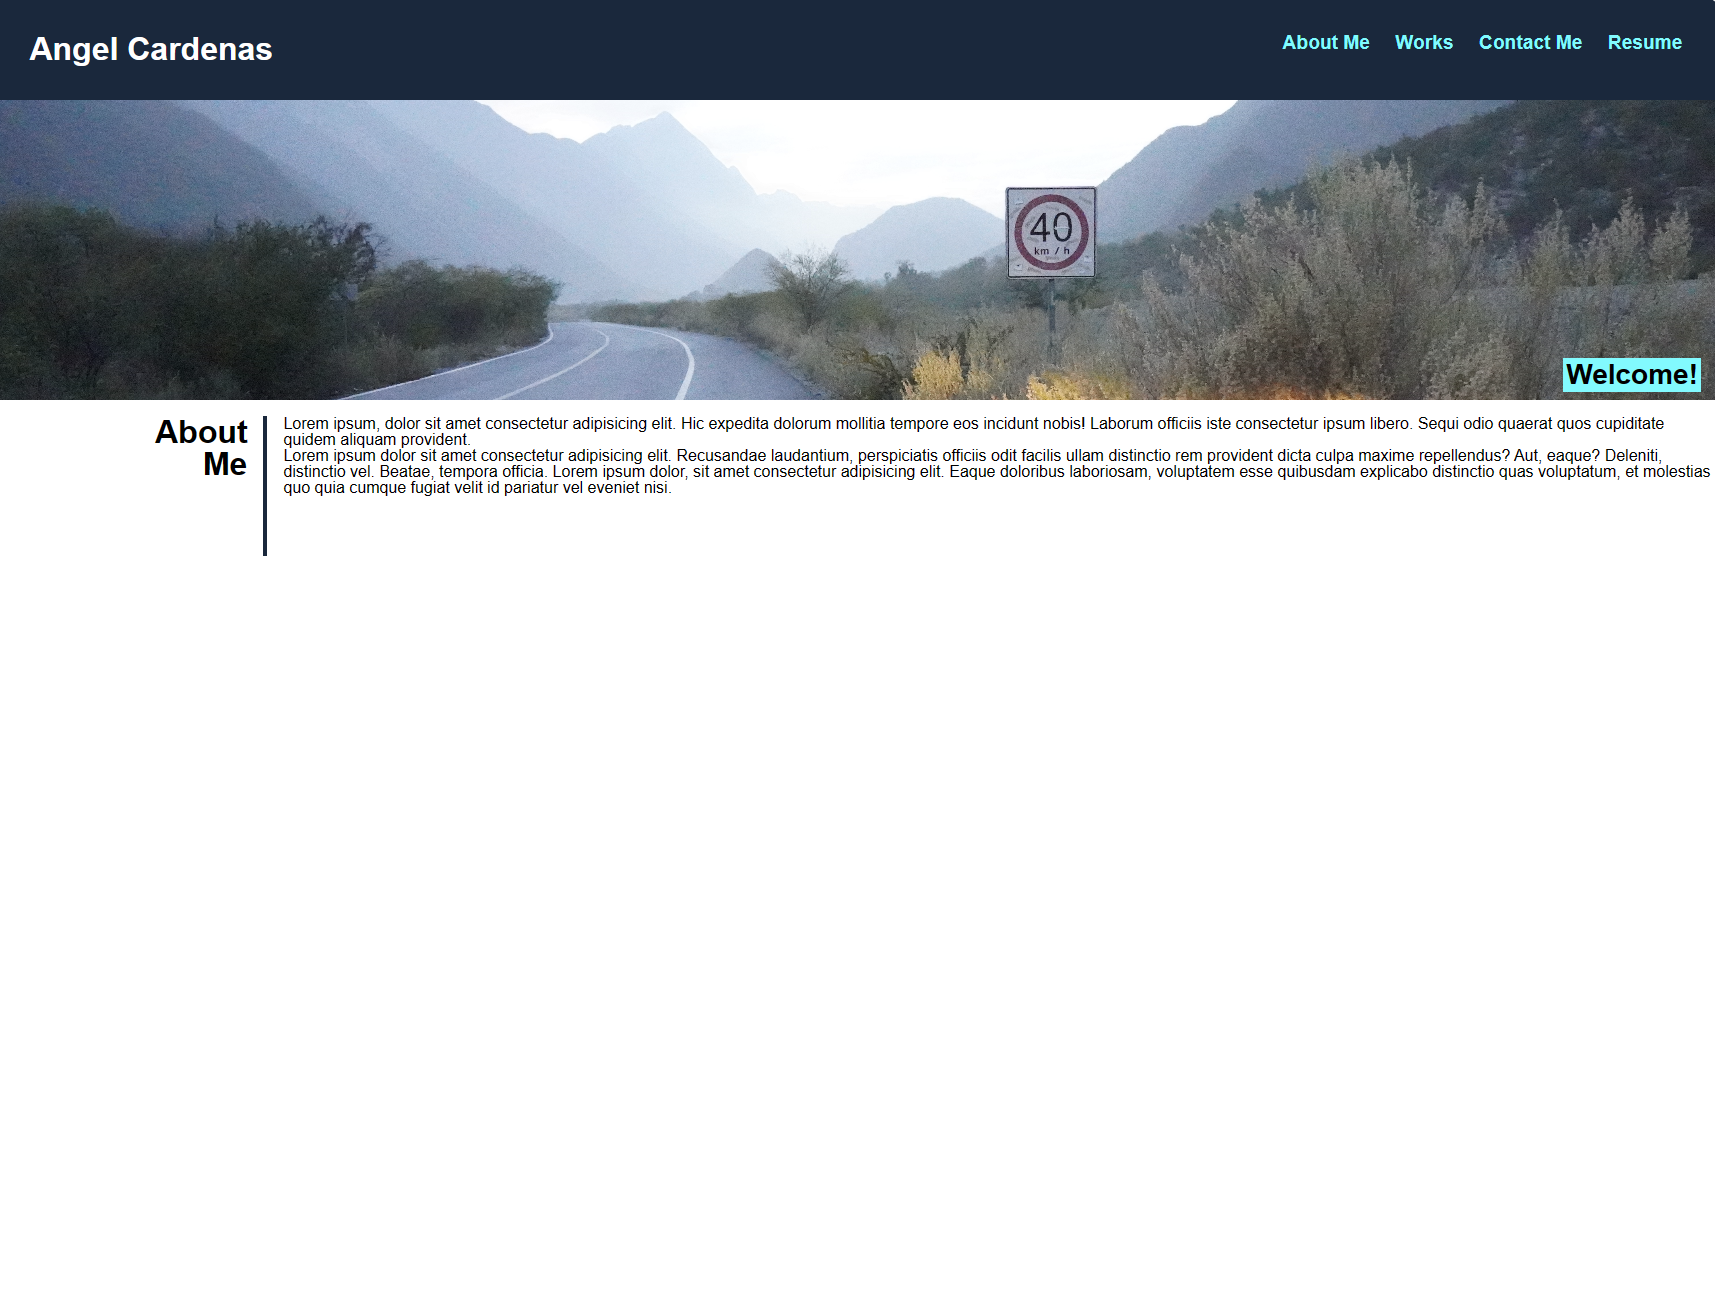 Angel Cardenas
About Me Works Contact Me Resume
40
km / h
Welcome!
About
Me
Lorem ipsum, dolor sit amet consectetur adipisicing elit. Hic expedita dolorum mollitia tempore eos incidunt nobis! Laborum officiis iste consectetur ipsum libero. Sequi odio quaerat quos cupiditate
quidem aliquam provident.
Lorem ipsum dolor sit amet consectetur adipisicing elit. Recusandae laudantium, perspiciatis officiis odit facilis ullam distinctio rem provident dicta culpa maxime repellendus? Aut, eaque? Deleniti,
distinctio vel. Beatae, tempora officia. Lorem ipsum dolor, sit amet consectetur adipisicing elit. Eaque doloribus laboriosam, voluptatem esse quibusdam explicabo distinctio quas voluptatum, et molestias
quo quia cumque fugiat velit id pariatur vel eveniet nisi.